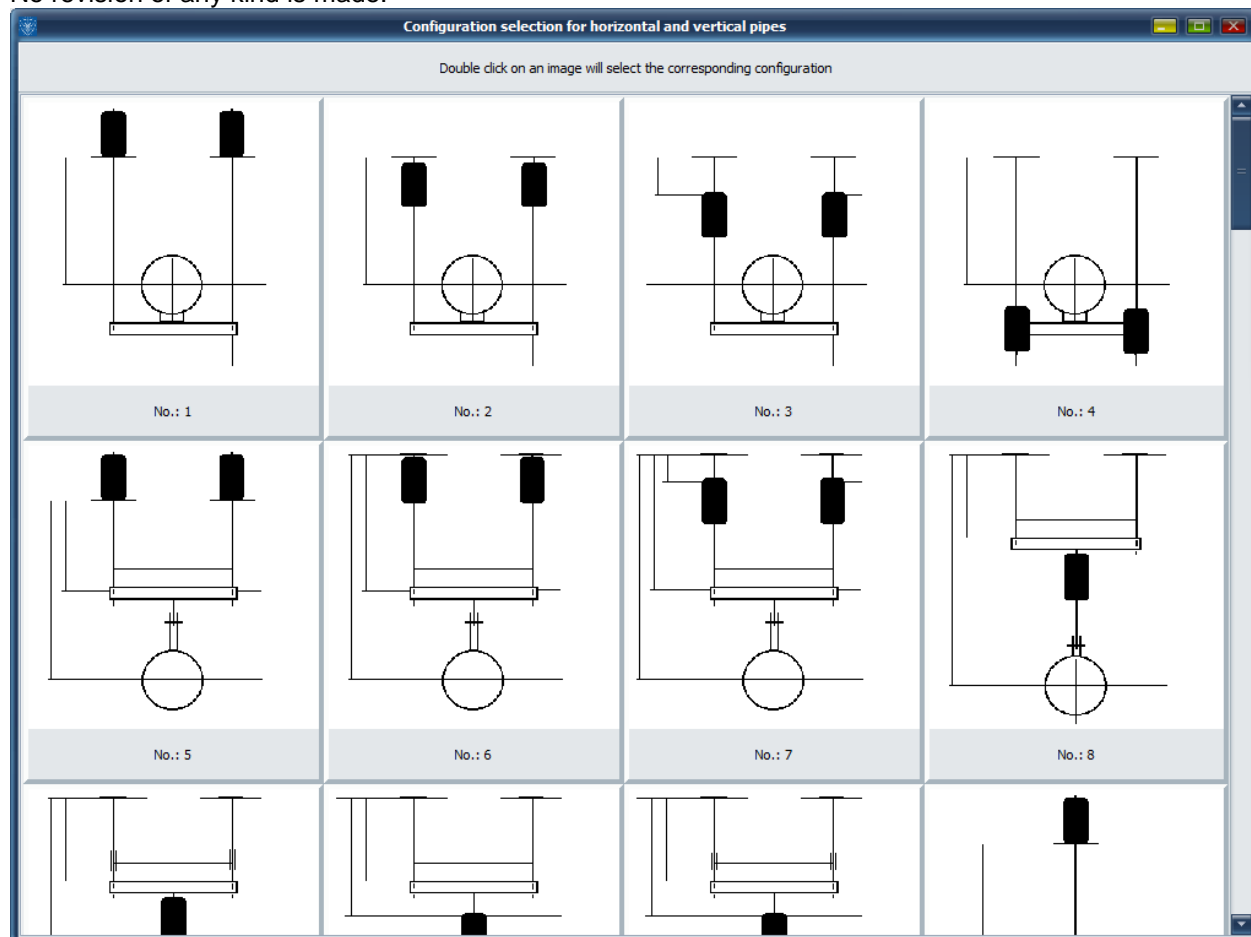 No revision of any kind is made.
Configuration selection for horizontal and vertical pipes
Double click on an image will select the corresponding configuration
No.: 1
No.: 2
No.: 3
No.: 4
No.: 5
No.: 6
No.: 7
No.: 8